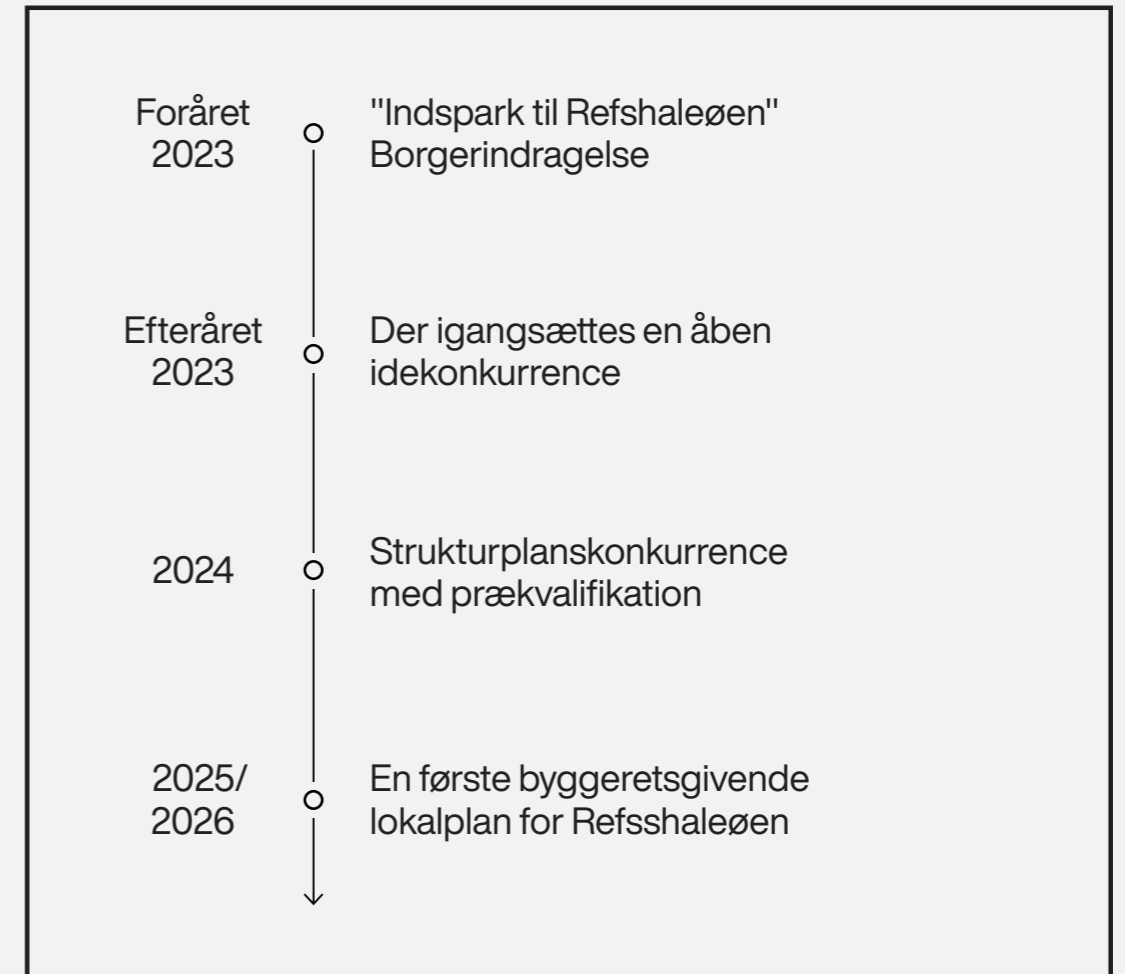 Foråret
2023
"Indspark til Refshaleøen"
Borgerindragelse
Efteråret
2023
Der igangsættes en åben
idekonkurrence
2024
Strukturplanskonkurrence
med prækvalifikation
2025/
2026
En første byggeretsgivende
lokalplan for Refsshaleøen